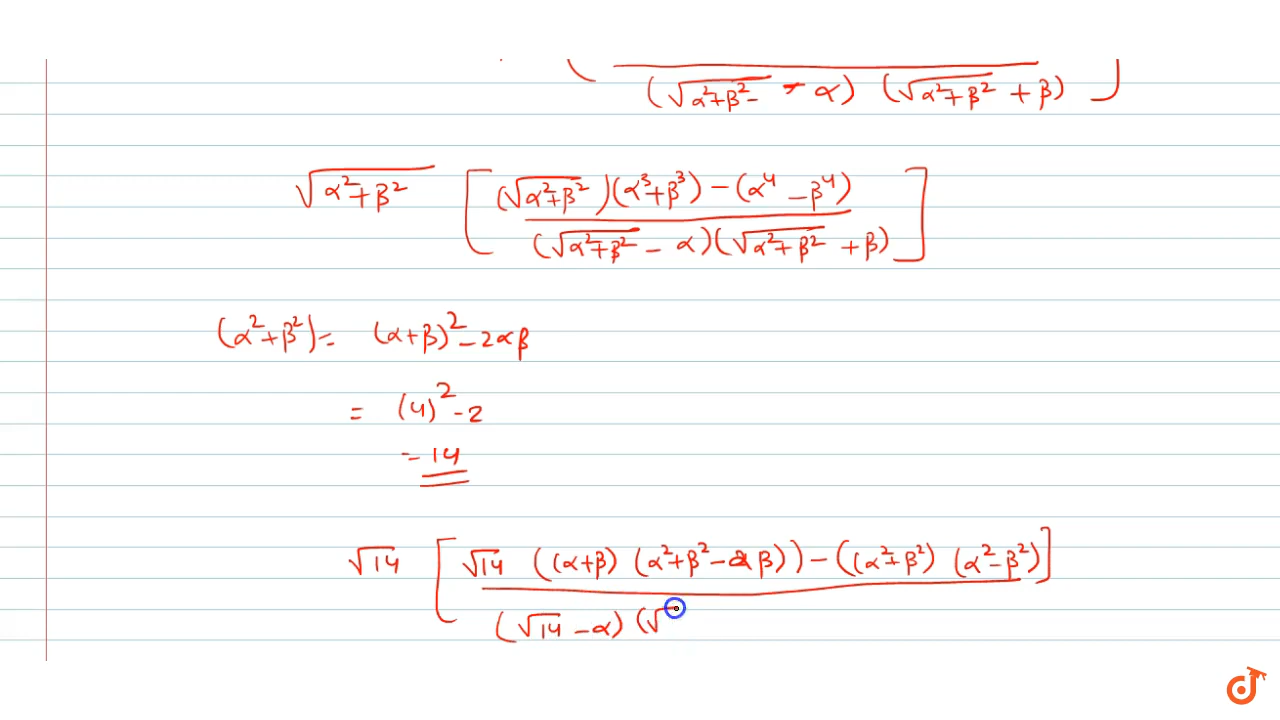 (√α²+β² - α) (√α²+β² + β)
√α²+β² [(√α²+β²)(α³+β³) - (α⁴ - β⁴)
(√α²+β² - α)(√α²+β² + β)]
(α²+β²) = (α+β)² - 2αβ
= (4)² - 2
= 14
√14 [√14 ((α+β) (α²+β² - αβ)) - ((α²+β²) (α²-β²)]
(√14 - α) (√